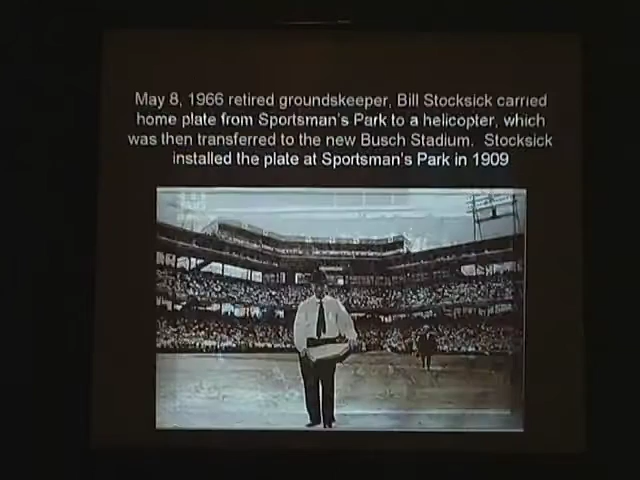 May 8, 1966 retired groundskeeper, Bill Stocksick carried
home plate from Sportsman's Park to a helicopter, which
was then transferred to the new Busch Stadium. Stocksick
installed the plate at Sportsman's Park in 1909